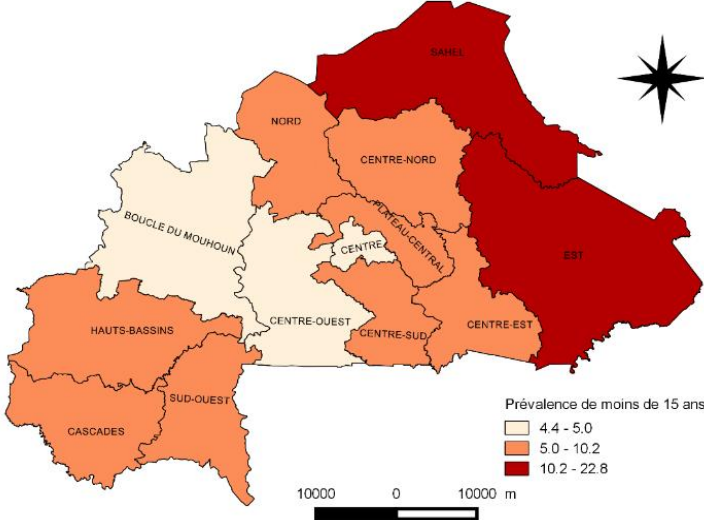 SAHEL
NORD
CENTRE-NORD
BOUCLE DU MOUHOUN
PLATEAU-CENTRAL
CENTRE
EST
CENTRE-OUEST
HAUTS-BASSINS
CENTRE-SUD
CENTRE-EST
SUD-OUEST
CASCADES
Prévalence de moins de 15 ans
4.4 - 5.0
5.0 - 10.2
10.2 - 22.8
10000 0 10000 m